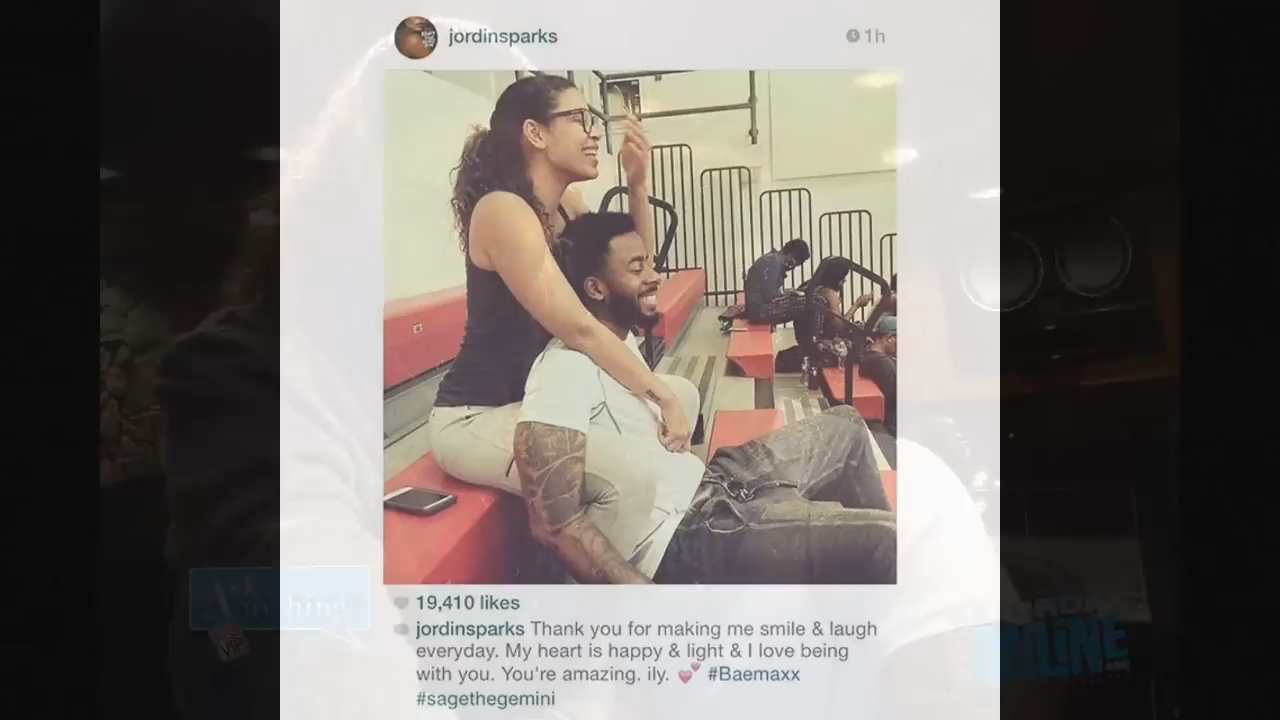 jordinsparks
1h
19,410 likes
jordinsparks Thank you for making me smile & laugh
everyday. My heart is happy & light & I love being
with you. You're amazing. ily. 💕 #Baemaxx
#sagethegemini
VIP